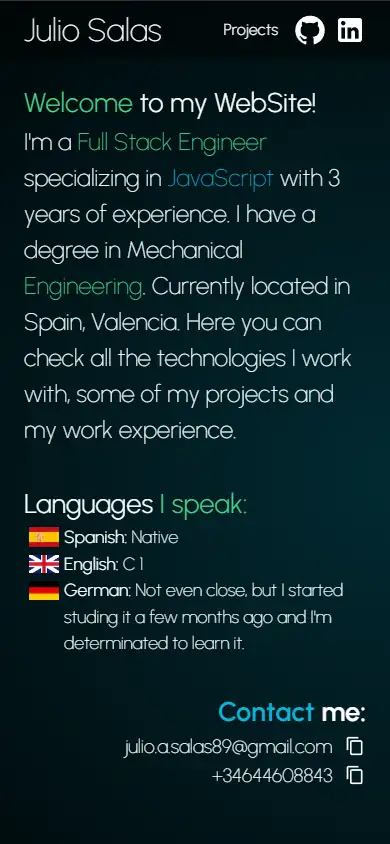 Julio Salas
Projects
Welcome to my WebSite!
I'm a Full Stack Engineer
specializing in JavaScript with 3
years of experience. I have a
degree in Mechanical
Engineering. Currently located in
Spain, Valencia. Here you can
check all the technologies I work
with, some of my projects and
my work experience.
Languages I speak:
Spanish: Native
English: C1
German: Not even close, but I started
studing it a few months ago and I'm
determinated to learn it.
Contact me:
julio.a.salas89@gmail.com
+34644608843